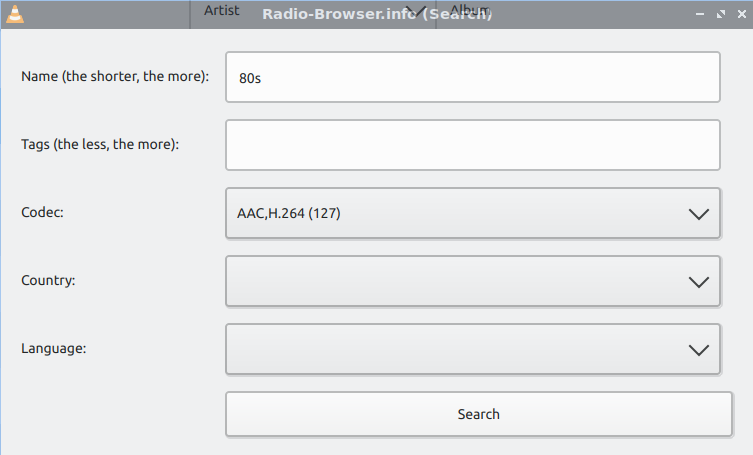 Artist Radio-Browser.info (Search) Album
Name (the shorter, the more): 80s
Tags (the less, the more):
Codec: AAC,H.264 (127)
Country:
Language:
Search